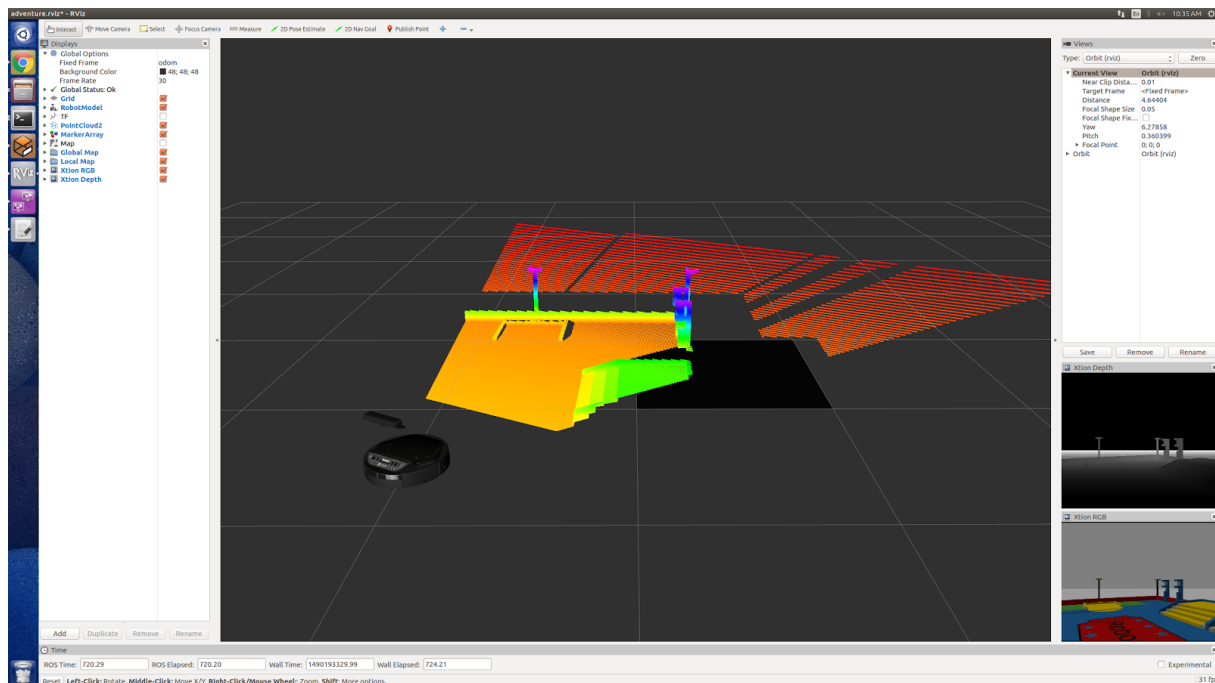 adventure.rviz* - RViz
En
10:35 AM
Interact Move Camera Select Focus Camera Measure 2D Pose Estimate 2D Nav Goal Publish Point
Displays
Global Options
Fixed Frame odom
Background Color 48; 48; 48
Frame Rate 30
Global Status: Ok
Grid
RobotModel
TF
PointCloud2
MarkerArray
Map
Global Map
Local Map
Xtion RGB
Xtion Depth
RViz
Add Duplicate Remove Rename
Views
Type: Orbit (rviz) Zero
Current View Orbit (rviz)
Near Clip Dista... 0.01
Target Frame <Fixed Frame>
Distance 4.64404
Focal Shape Size 0.05
Focal Shape Fix...
Yaw 6.27858
Pitch 0.360399
Focal Point 0; 0; 0
Orbit Orbit (rviz)
Save Remove Rename
Xtion Depth
Xtion RGB
Time
ROS Time: 720.29 ROS Elapsed: 720.20 Wall Time: 1490193329.99 Wall Elapsed: 724.21 Experimental
Reset Left-Click: Rotate. Middle-Click: Move X/Y. Right-Click/Mouse Wheel:: Zoom. Shift: More options. 31 fp